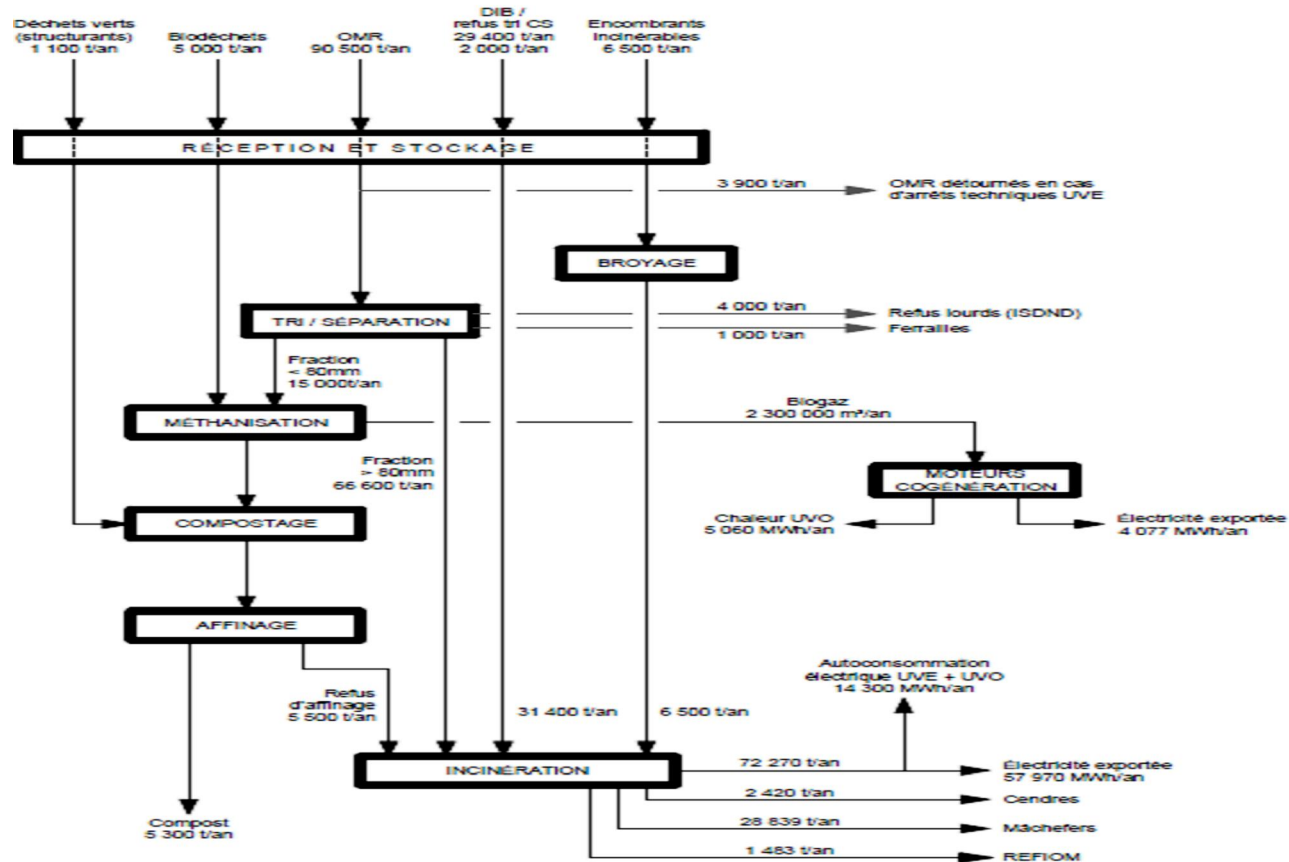 Déchets verts
(structurants)
1 100 t/an
Biodéchets
5 000 t/an
OMR
90 500 t/an
DIB /
refus tri CS
29 400 t/an
2 000 t/an
Encombrants
Incinérables
6 500 t/an
RÉCEPTION ET STOCKAGE
3 900 t/an
OMR détournés en cas
d'arrêts techniques UVE
BROYAGE
TRI / SÉPARATION
4 000 t/an
Refus lourds (ISDND)
1 000 t/an
Ferrailles
Fraction
< 80mm
15 000t/an
MÉTHANISATION
Biogaz
2 300 000 m³/an
Fraction
> 80mm
66 600 t/an
MOTEURS
COGÉNÉRATION
COMPOSTAGE
Chaleur UVO
5 060 MWh/an
Électricité exportée
4 077 MWh/an
AFFINAGE
Autoconsommation
électrique UVE + UVO
14 300 MWh/an
Refus
d'affinage
5 500 t/an
31 400 t/an
6 500 t/an
INCINÉRATION
72 270 t/an
Électricité exportée
57 970 MWh/an
2 420 t/an
Cendres
28 839 t/an
Mâchefers
1 483 t/an
REFIOM
Compost
5 300 t/an